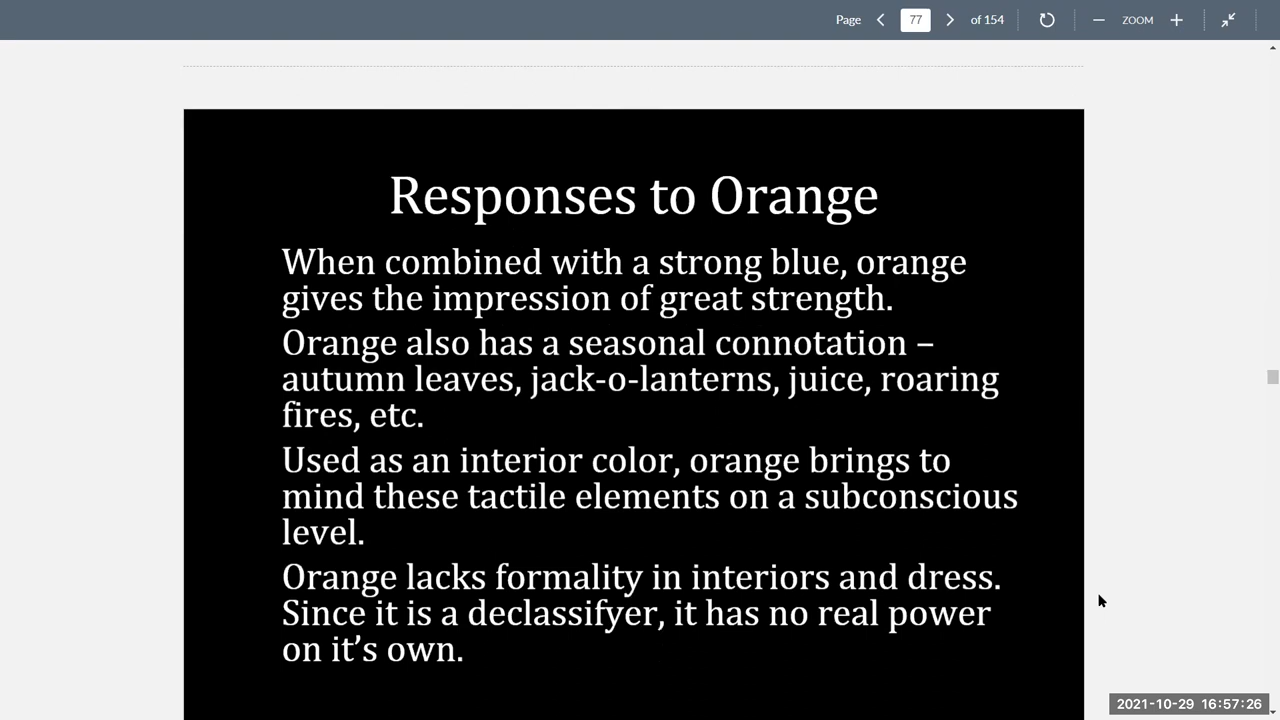 Page 77 of 154 ZOOM
Responses to Orange
When combined with a strong blue, orange
gives the impression of great strength.
Orange also has a seasonal connotation –
autumn leaves, jack-o-lanterns, juice, roaring
fires, etc.
Used as an interior color, orange brings to
mind these tactile elements on a subconscious
level.
Orange lacks formality in interiors and dress.
Since it is a declassifyer, it has no real power
on it’s own.
2021-10-29 16:57:26